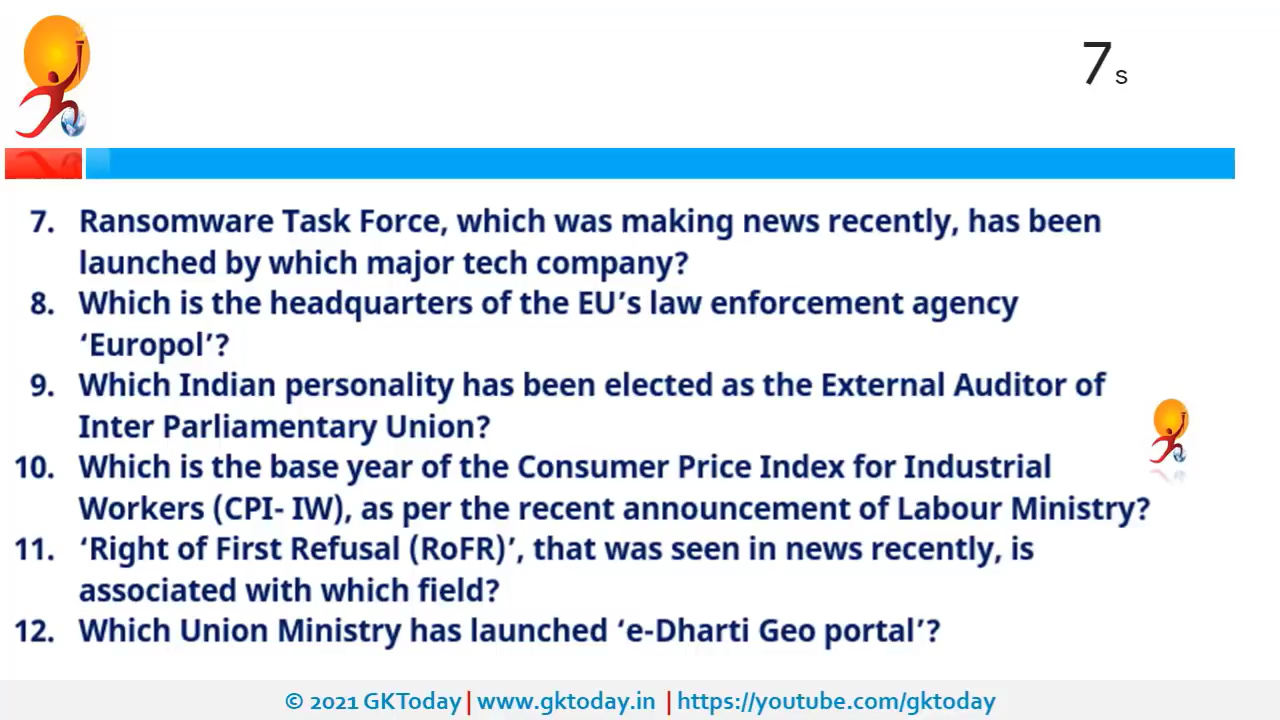 7s
7. Ransomware Task Force, which was making news recently, has been
launched by which major tech company?
8. Which is the headquarters of the EU’s law enforcement agency
‘Europol’?
9. Which Indian personality has been elected as the External Auditor of
Inter Parliamentary Union?
10. Which is the base year of the Consumer Price Index for Industrial
Workers (CPI- IW), as per the recent announcement of Labour Ministry?
11. ‘Right of First Refusal (RoFR)’, that was seen in news recently, is
associated with which field?
12. Which Union Ministry has launched ‘e-Dharti Geo portal’?
© 2021 GKToday | www.gktoday.in | https://youtube.com/gktoday